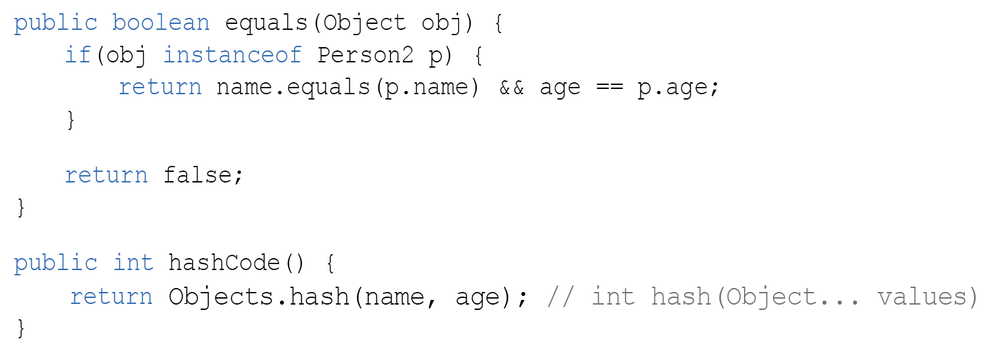 public boolean equals(Object obj) {
    if(obj instanceof Person2 p) {
        return name.equals(p.name) && age == p.age;
    }
    return false;
}
public int hashCode() {
    return Objects.hash(name, age); // int hash(Object... values)
}